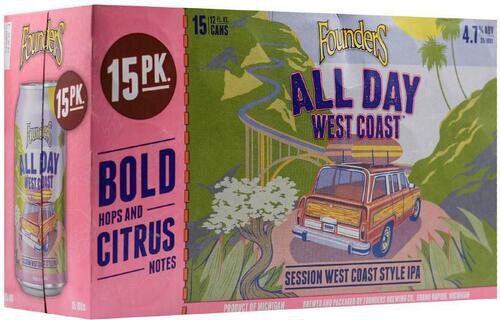 Founders
15PK.
ALL DAY
WEST COAST
15PK.
BOLD
HOPS AND
CITRUS
NOTES
15 12 FL. OZ.
CANS
Founders
4.7% ABV
ALL DAY
WEST COAST
SESSION WEST COAST STYLE IPA
PRODUCT OF MICHIGAN
BREWED AND PACKAGED BY FOUNDERS BREWING CO., GRAND RAPIDS, MICHIGAN